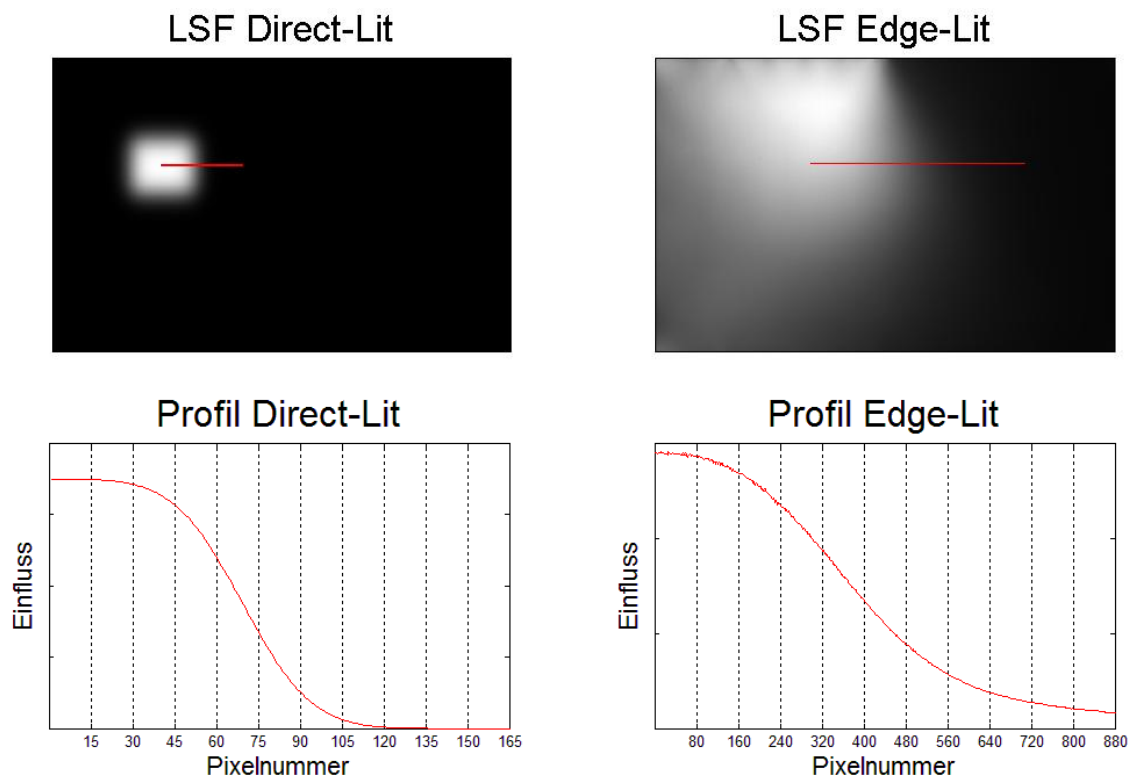 LSF Direct-Lit
LSF Edge-Lit
Profil Direct-Lit
Profil Edge-Lit
Einfluss
15 30 45 60 75 90 105 120 135 150 165
Pixelnummer
Einfluss
80 160 240 320 400 480 560 640 720 800 880
Pixelnummer